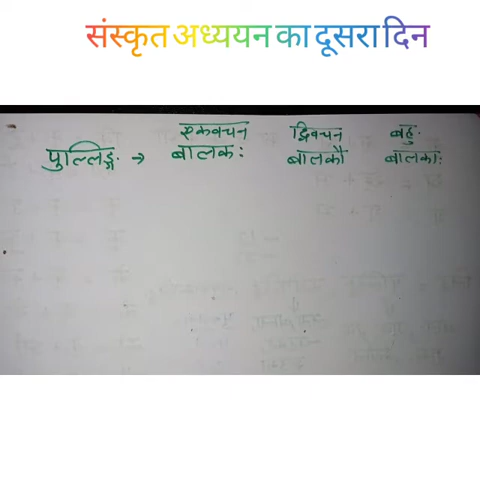 संस्कृत अध्ययन का दूसरा दिन
एकवचन द्विवचन बहु.
पुल्लिङ्ग → बालकः बालकौ बालकाः